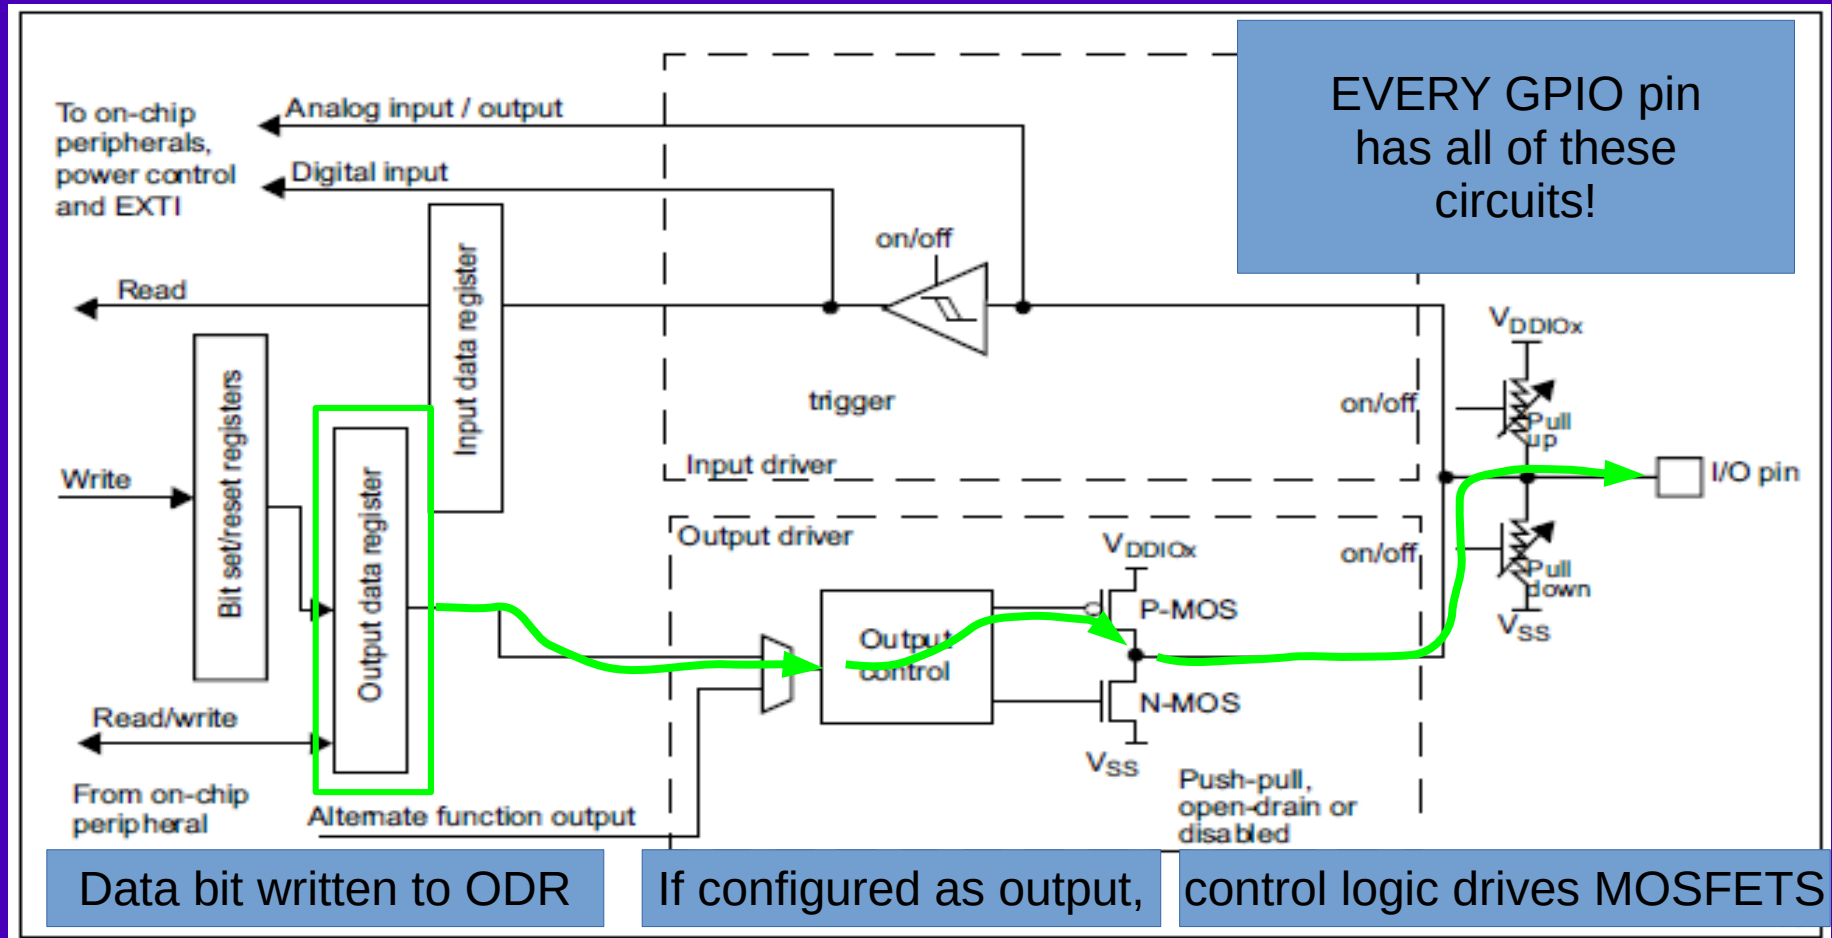 EVERY GPIO pin
has all of these
circuits!
To on-chip
peripherals,
power control
and EXTI
Analog input / output
Digital input
on/off
Read
Input data register
trigger
Input driver
VDDIOx
on/off
Pull
up
I/O pin
on/off
Pull
down
VSS
Write
Bit set/reset registers
Output data register
Read/write
From on-chip
peripheral
Alternate function output
Output driver
Output
control
VDDIOx
P-MOS
N-MOS
VSS
Push-pull,
open-drain or
disabled
Data bit written to ODR
If configured as output,
control logic drives MOSFETS